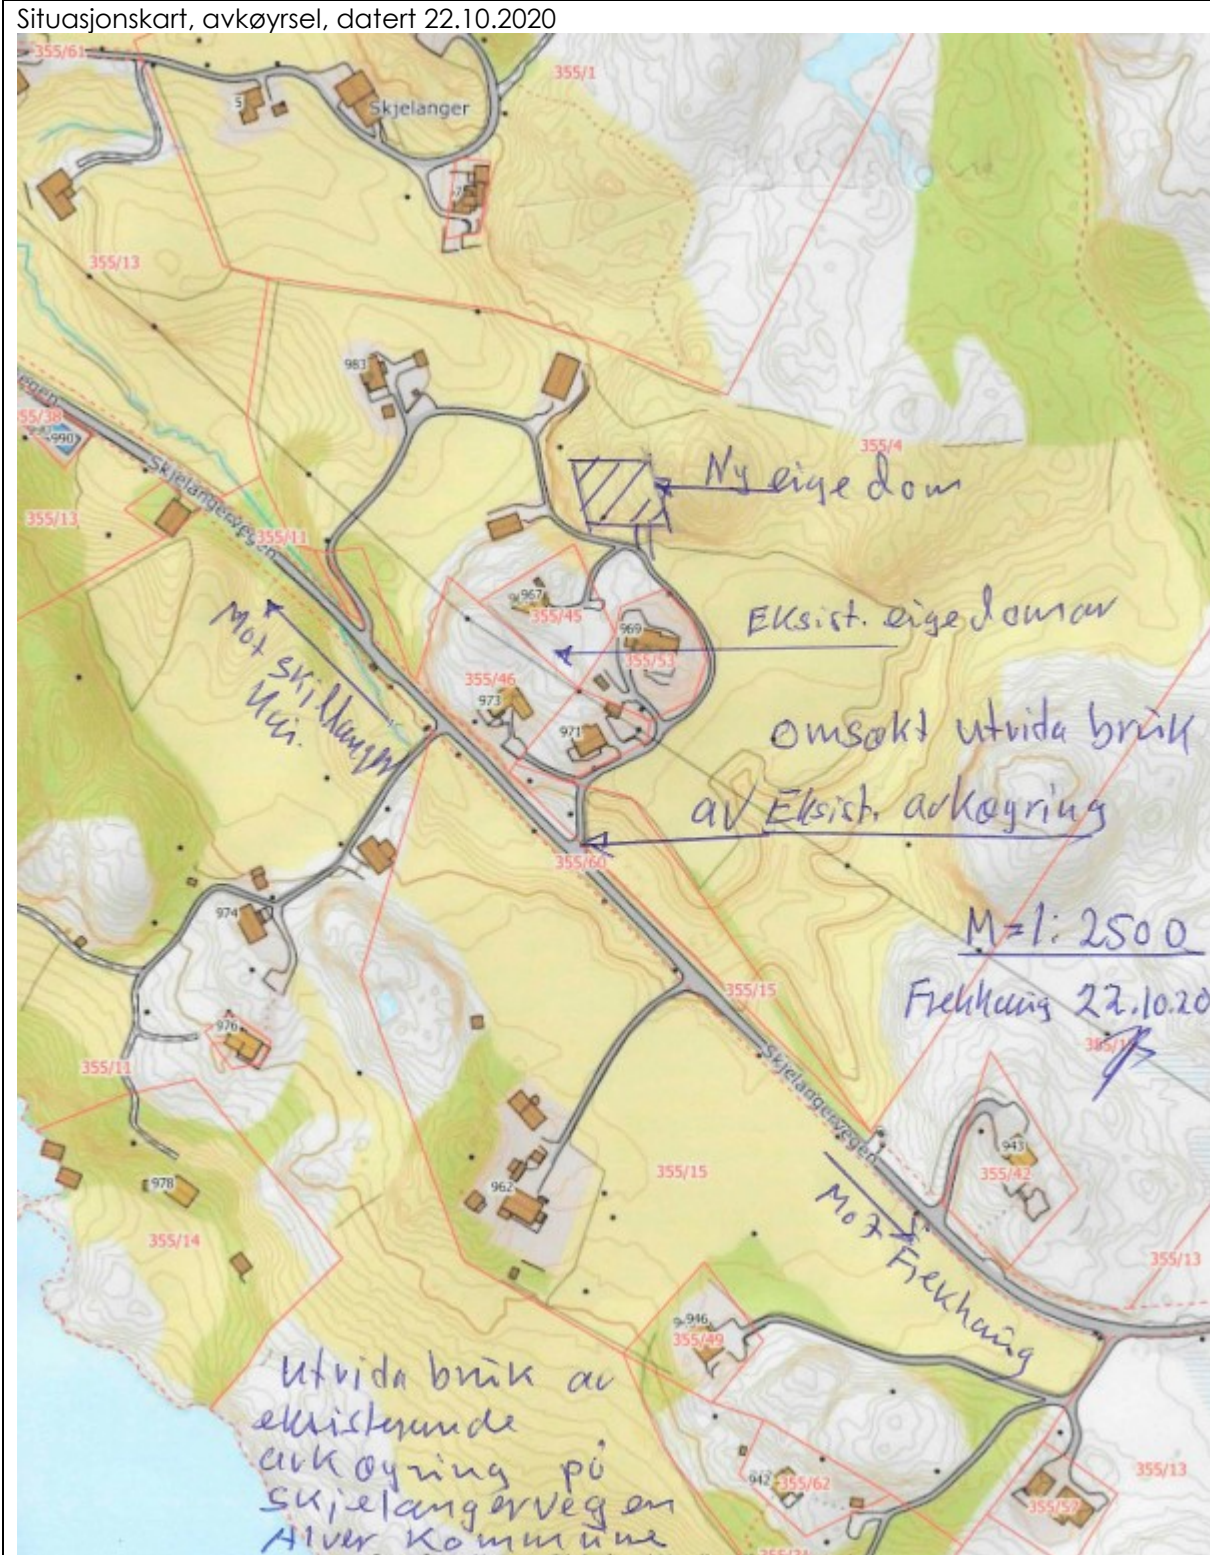 Situasjonskart, avkøyrsel, datert 22.10.2020
355/61
355/1
5
Skjelanger
355/13
983
355/38
990
355/4
Ny eigedom
Skjelangervegen
355/13
355/11
967
355/45
969
355/53
Eksist. eigedomar
Mot
355/46
973
971
omsøkt utvida bruk
av Eksist. avkøyring
355/60
974
M=1:2500
355/15
Frekhaug 22.10.20
976
355/11
Skjelangervegen
943
355/42
978
962
355/15
355/14
Mot Frekhaug
355/13
946
355/49
Utvida bruk av
eksisterande
avkøyring på
Skjelangervegen
Alver Kommune
942
355/62
355/13
355/57